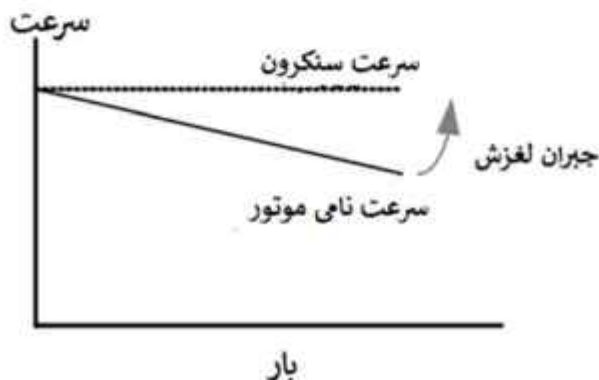 سرعت
سرعت سنکرون
جبران لغزش
سرعت نامی موتور
بار